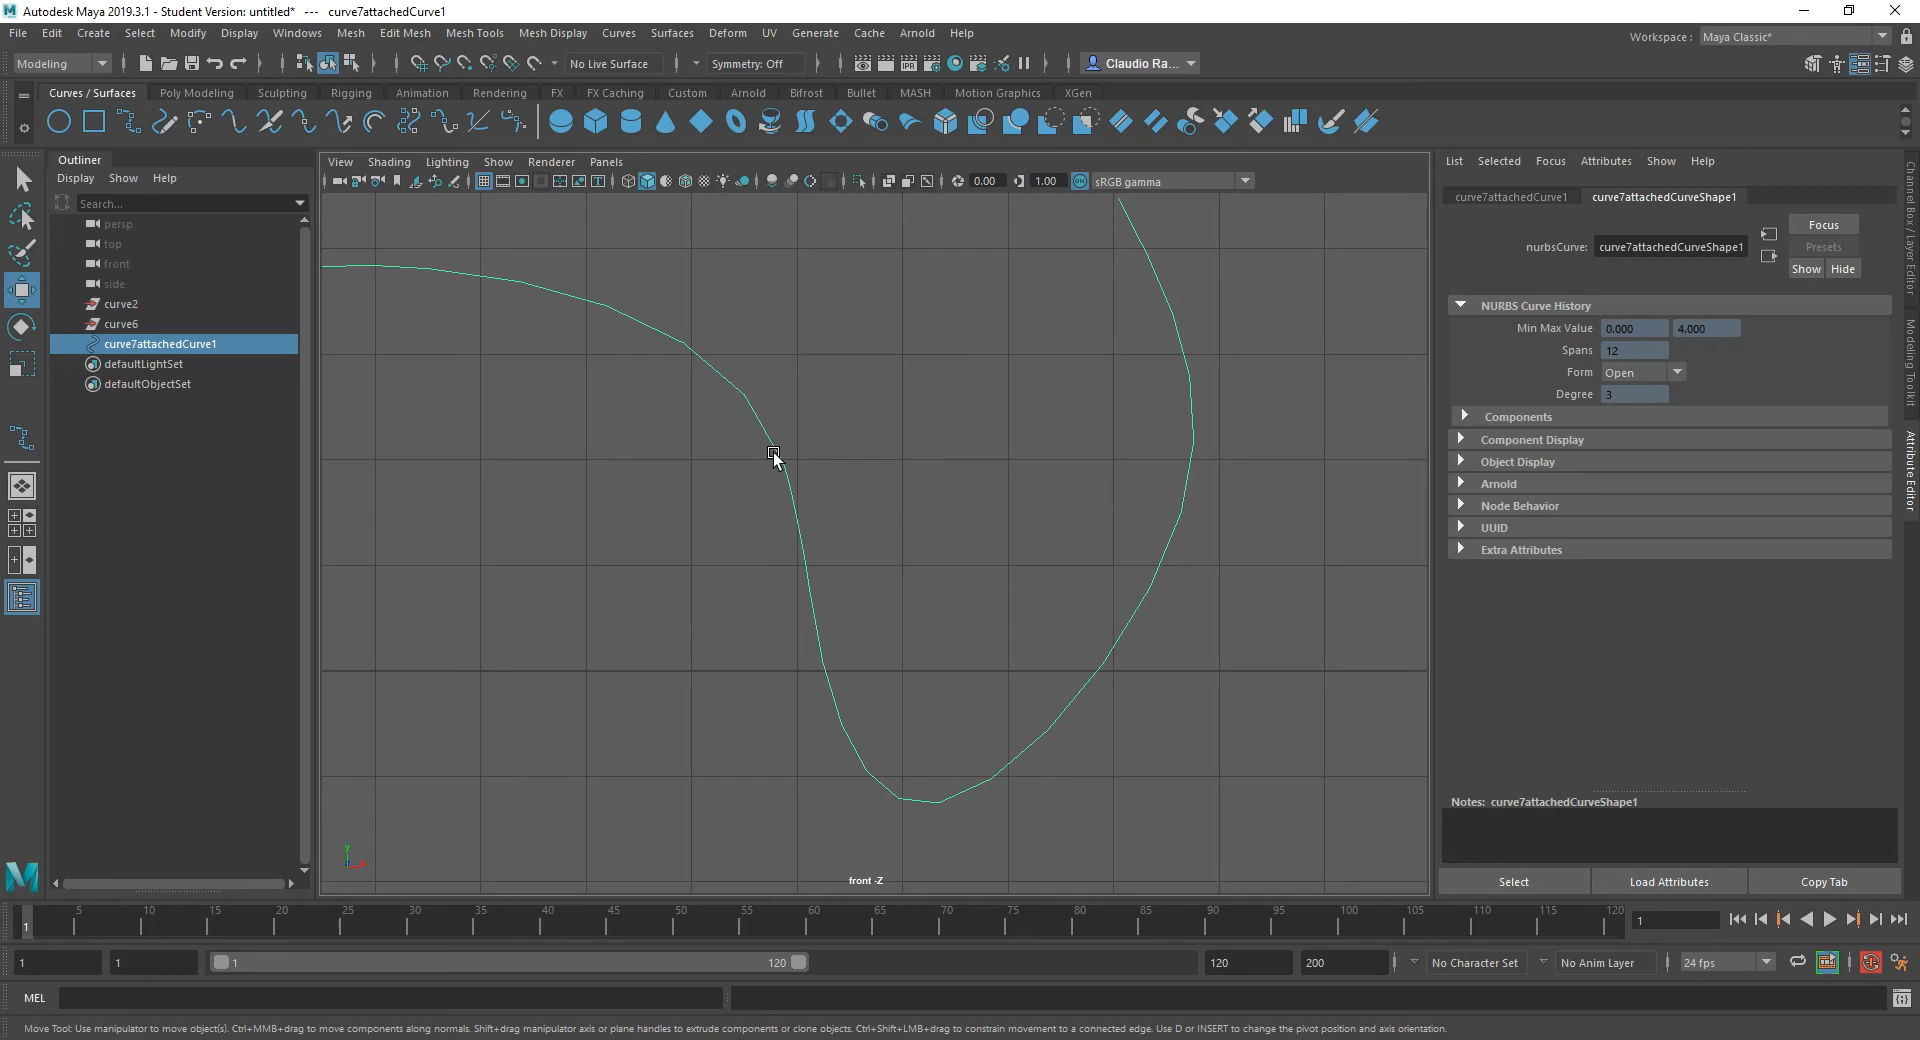 Autodesk Maya 2019.3.1 - Student Version: untitled* --- curve7attachedCurve1
File Edit Create Select Modify Display Windows Mesh Edit Mesh Mesh Tools Mesh Display Curves Surfaces Deform UV Generate Cache Arnold Help
Workspace : Maya Classic*
Modeling No Live Surface Symmetry: Off Claudio Ra...
Curves / Surfaces Poly Modeling Sculpting Rigging Animation Rendering FX FX Caching Custom Arnold Bifrost Bullet MASH Motion Graphics XGen
Outliner
Display Show Help
Search...
persp
top
front
side
curve2
curve6
curve7attachedCurve1
defaultLightSet
defaultObjectSet
View Shading Lighting Show Renderer Panels
0.00 1.00 ON sRGB gamma
y
front -Z
List Selected Focus Attributes Show Help
curve7attachedCurve1 curve7attachedCurveShape1
nurbsCurve: curve7attachedCurveShape1
Focus
Presets
Show Hide
NURBS Curve History
Min Max Value 0.000 4.000
Spans 12
Form Open
Degree 3
Components
Component Display
Object Display
Arnold
Node Behavior
UUID
Extra Attributes
Notes: curve7attachedCurveShape1
Select Load Attributes Copy Tab
Channel Box / Layer Editor
Modeling Toolkit
Attribute Editor
1 5 10 15 20 25 30 35 40 45 50 55 60 65 70 75 80 85 90 95 100 105 110 115 120 1
1 1 1 120 120 200 No Character Set No Anim Layer 24 fps
MEL
Move Tool: Use manipulator to move object(s). Ctrl+MMB+drag to move components along normals. Shift+drag manipulator axis or plane handles to extrude components or clone objects. Ctrl+Shift+LMB+drag to constrain movement to a connected edge. Use D or INSERT to change the pivot position and axis orientation.